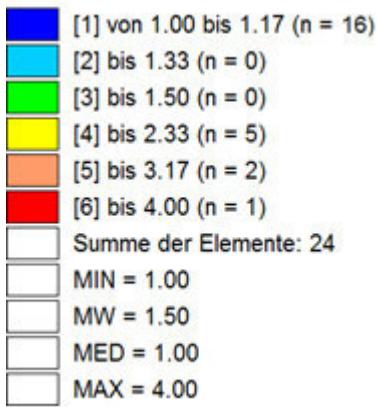 [1] von 1.00 bis 1.17 (n = 16)
[2] bis 1.33 (n = 0)
[3] bis 1.50 (n = 0)
[4] bis 2.33 (n = 5)
[5] bis 3.17 (n = 2)
[6] bis 4.00 (n = 1)
Summe der Elemente: 24
MIN = 1.00
MW = 1.50
MED = 1.00
MAX = 4.00